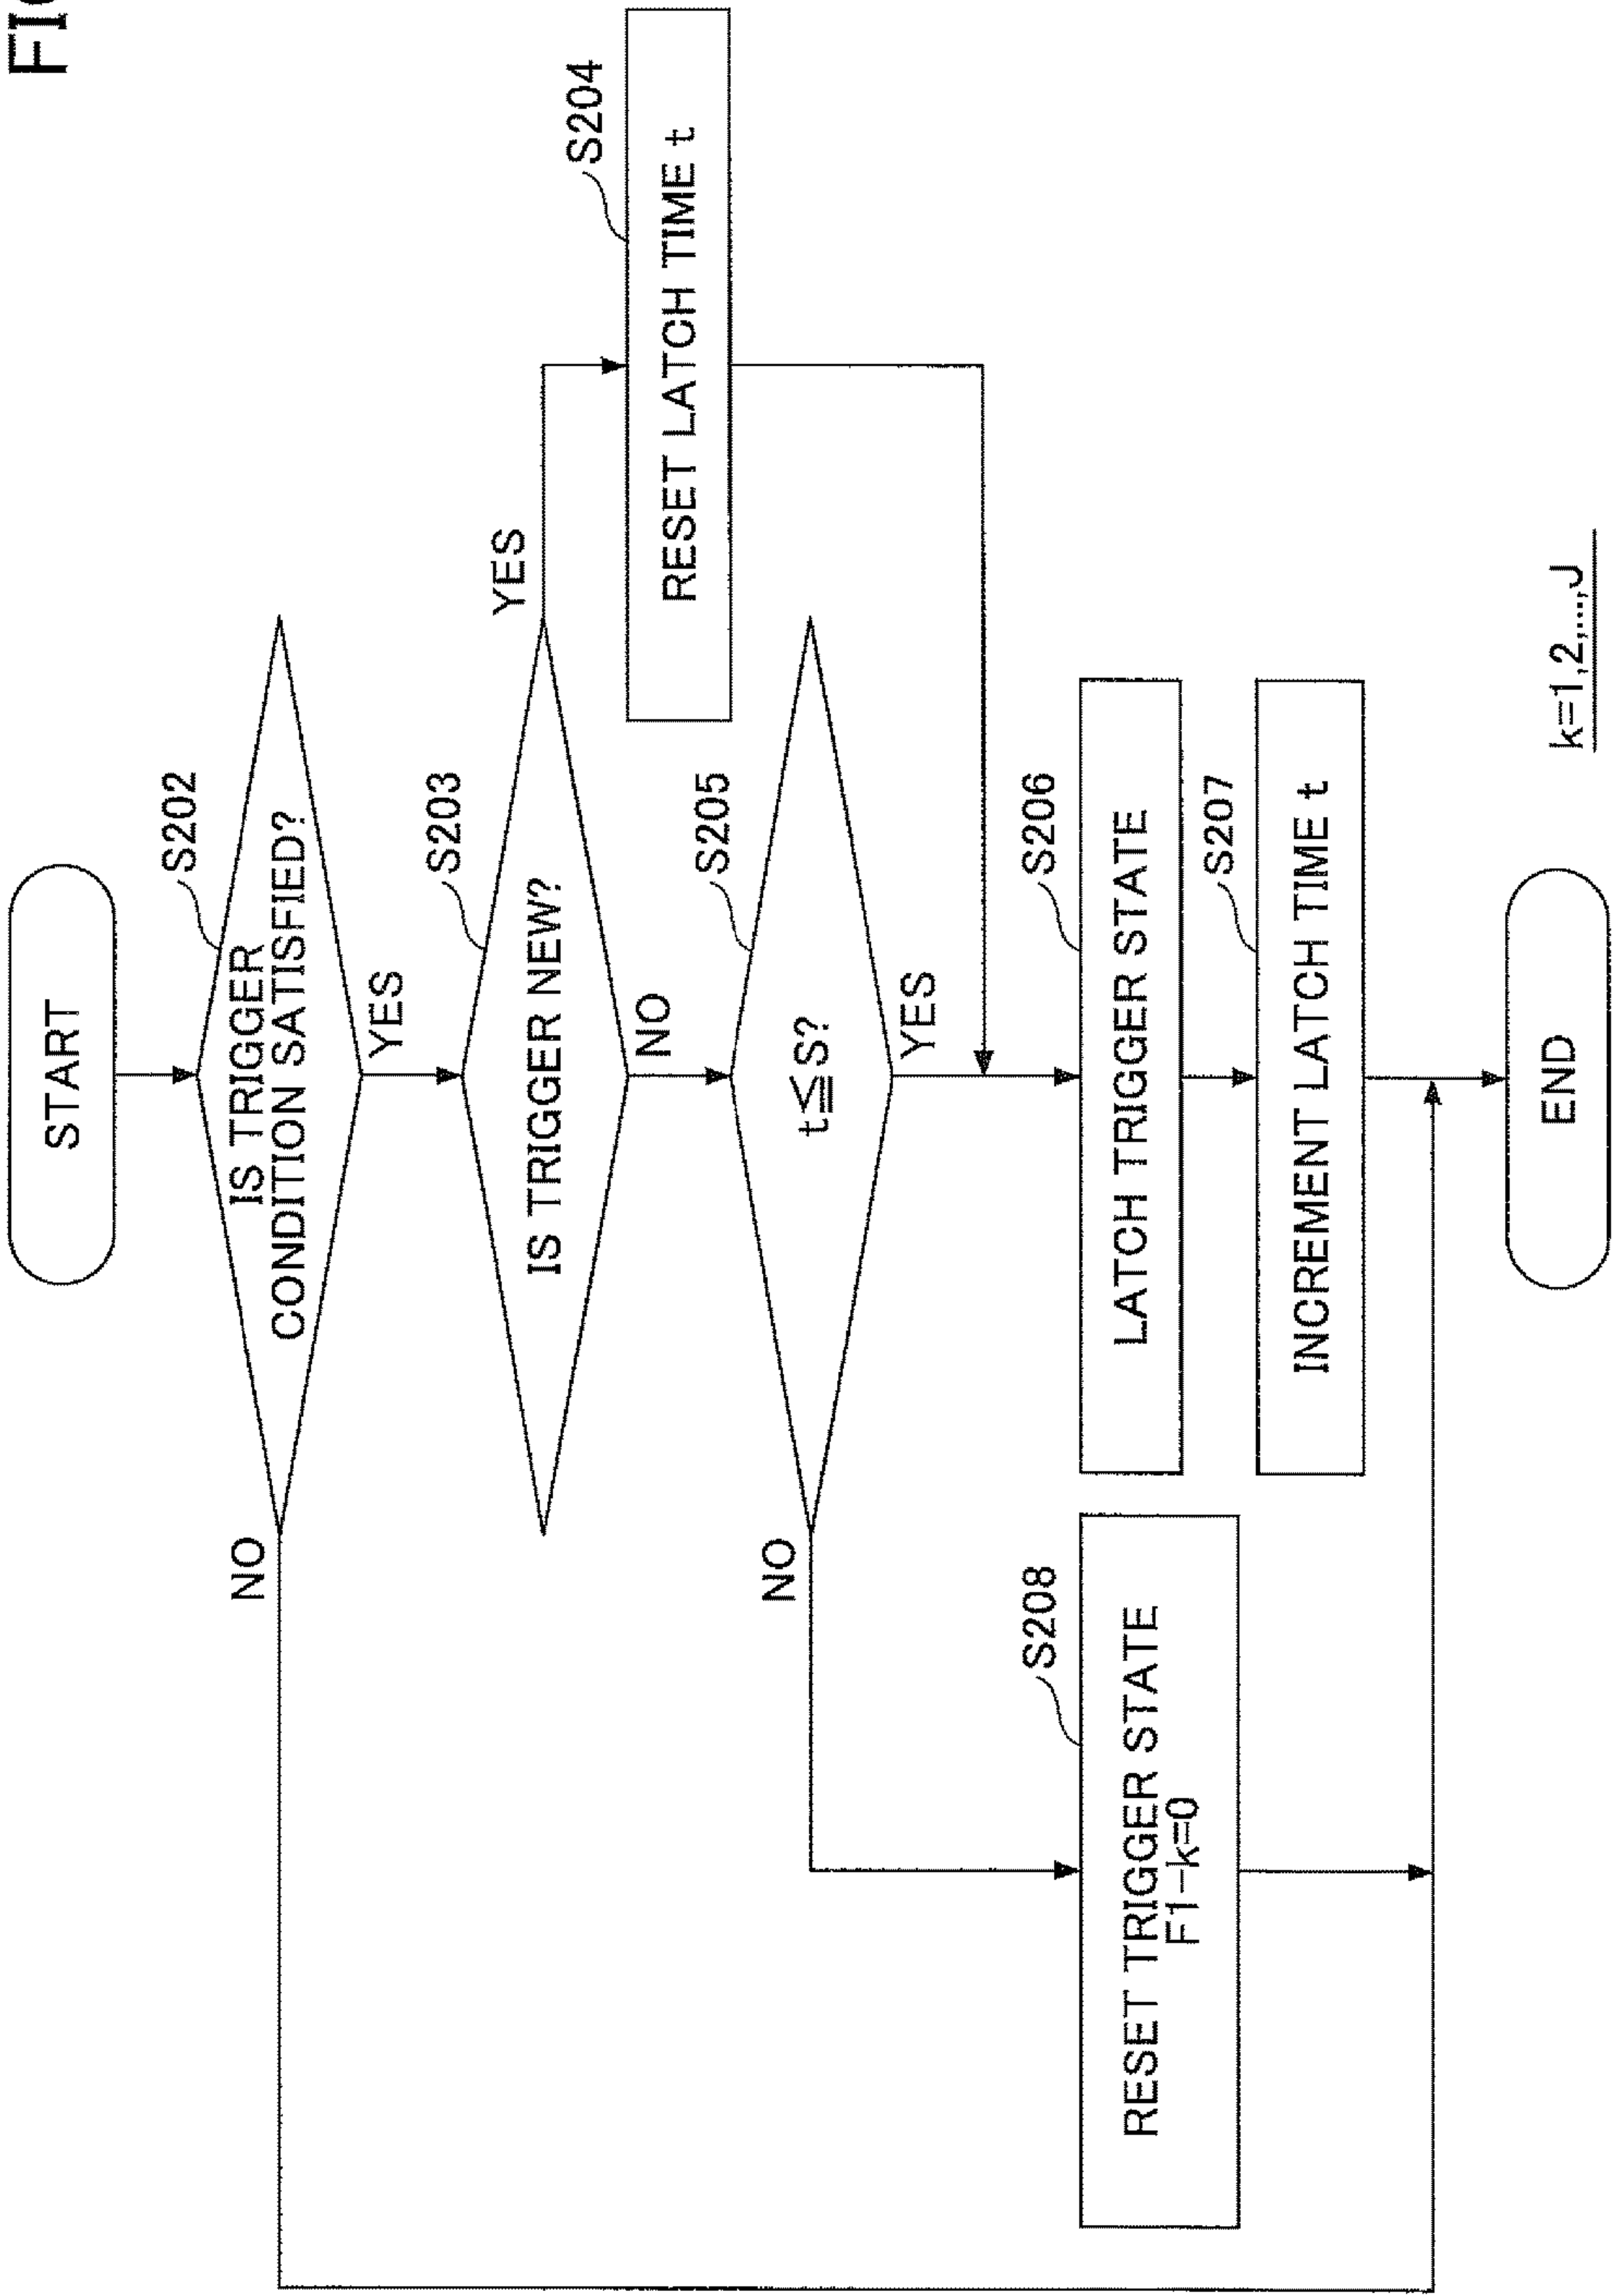 FIG
START
S202
IS TRIGGER
CONDITION SATISFIED?
NO
YES
S203
IS TRIGGER NEW?
YES
NO
S204
RESET LATCH TIME t
S205
t≦S?
NO
YES
S208
RESET TRIGGER STATE
F1-k=0
S206
LATCH TRIGGER STATE
S207
INCREMENT LATCH TIME t
END
k=1,2,...,J